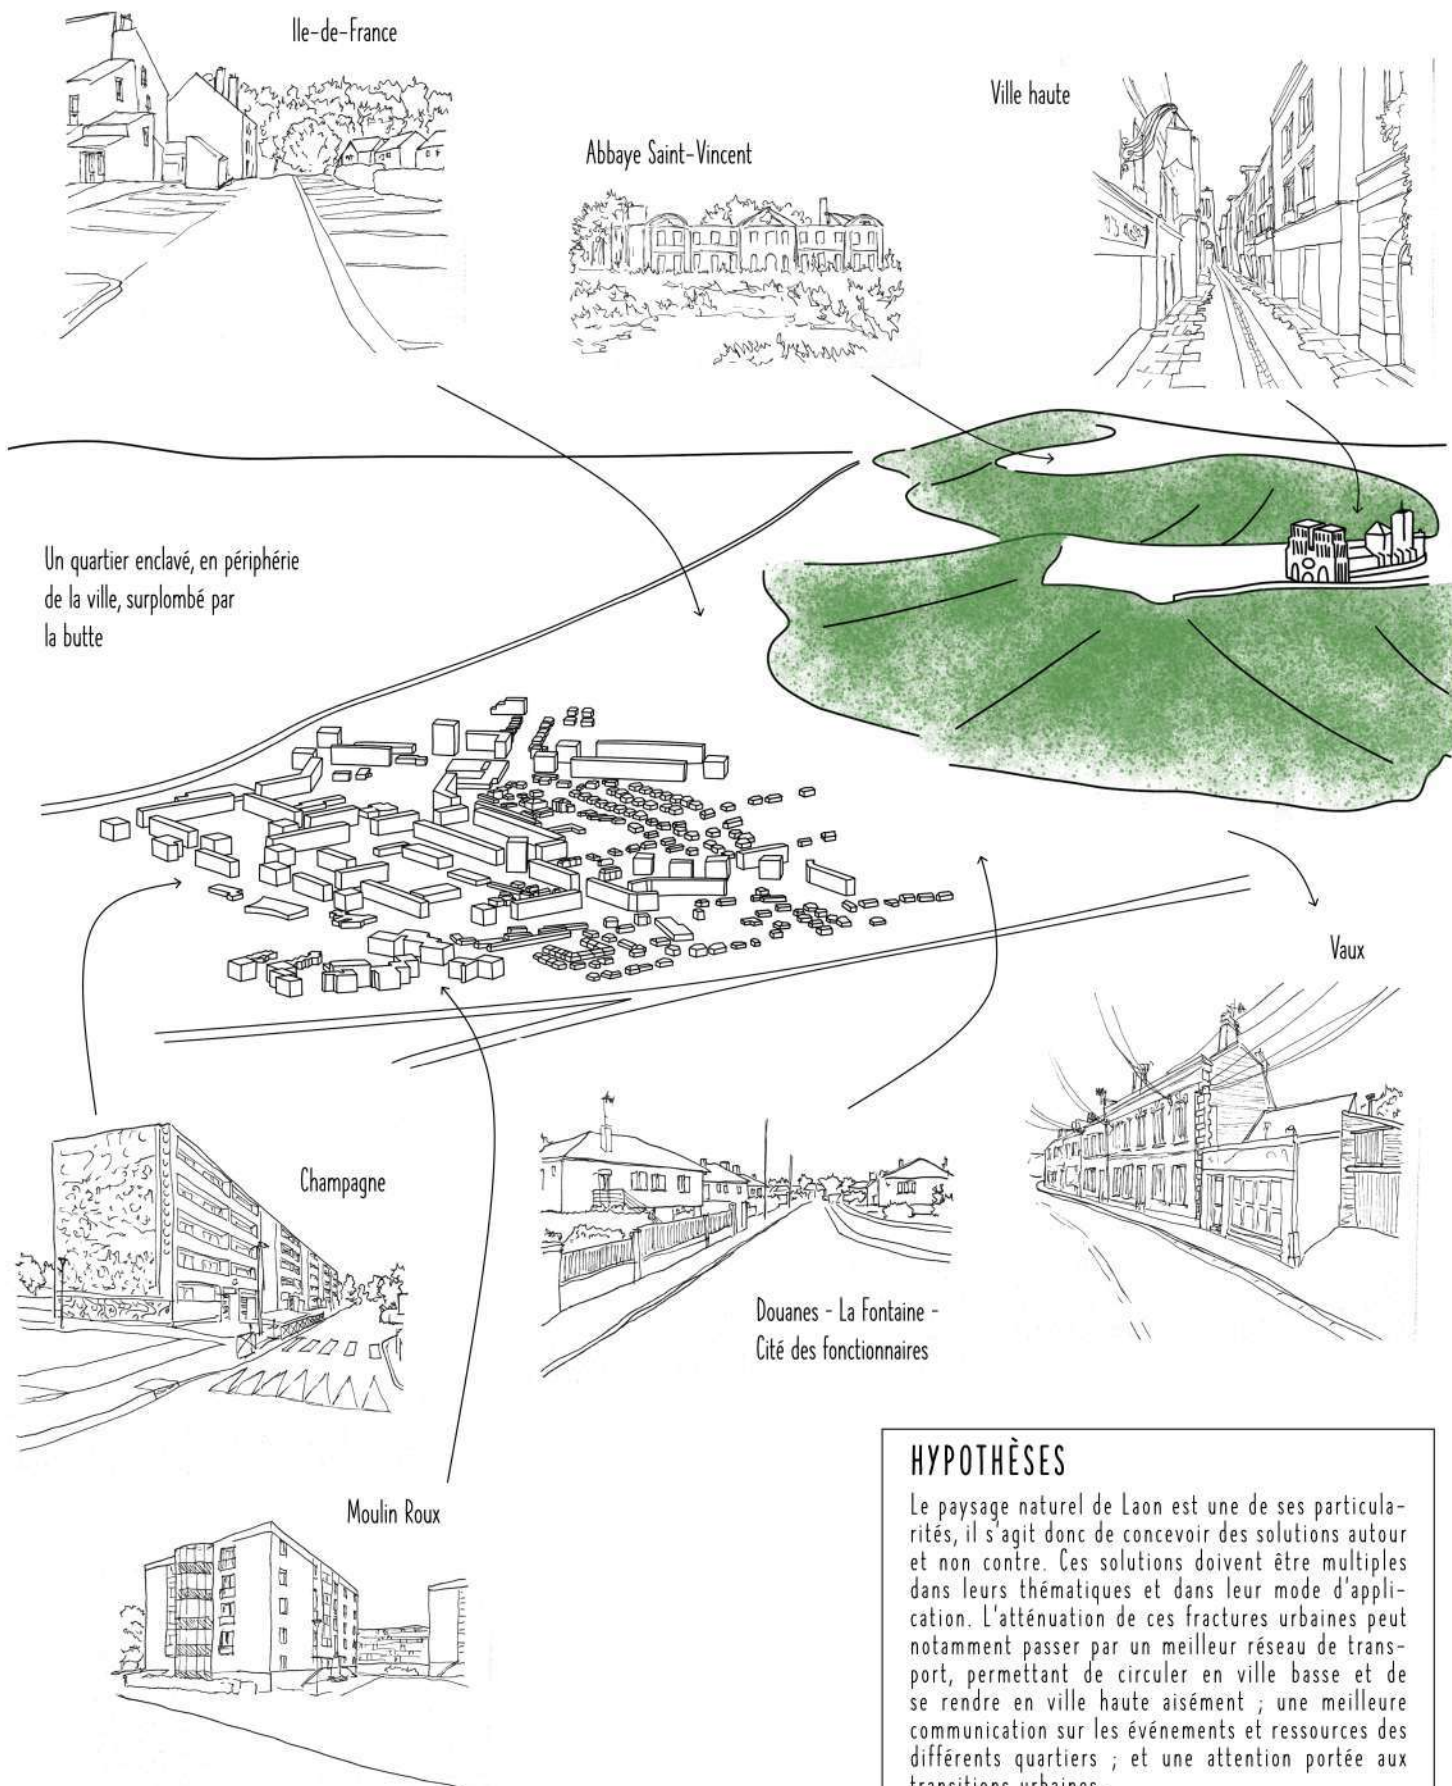 Ile-de-France
Ville haute
Abbaye Saint-Vincent
Un quartier enclavé, en périphérie
de la ville, surplombé par
la butte
Vaux
Champagne
Douanes - La Fontaine -
Cité des fonctionnaires
Moulin Roux
HYPOTHÈSES
Le paysage naturel de Laon est une de ses particula-
rités, il s'agit donc de concevoir des solutions autour
et non contre. Ces solutions doivent être multiples
dans leurs thématiques et dans leur mode d'appli-
cation. L'atténuation de ces fractures urbaines peut
notamment passer par un meilleur réseau de trans-
port, permettant de circuler en ville basse et de
se rendre en ville haute aisément ; une meilleure
communication sur les événements et ressources des
différents quartiers ; et une attention portée aux
transitions urbaines.